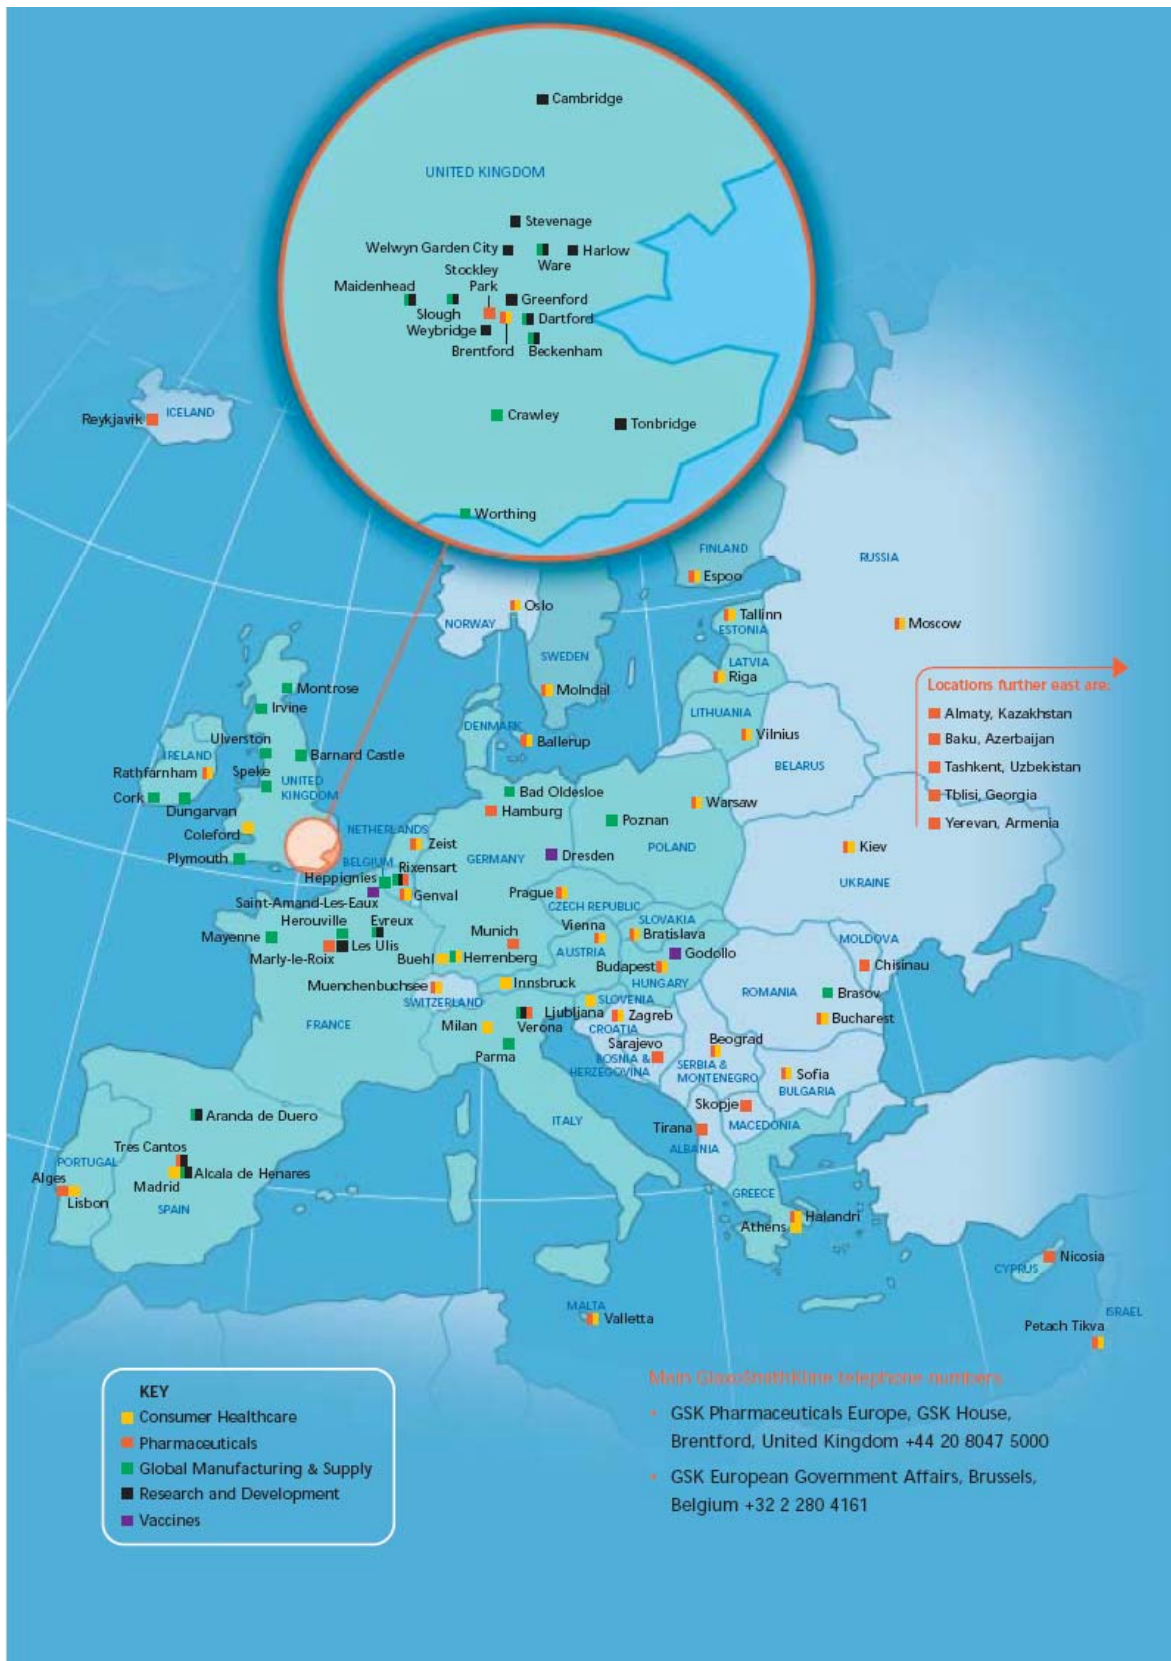 Cambridge
UNITED KINGDOM
Stevenage
Welwyn Garden City
Harlow
Ware
Stockley
Park
Maidenhead
Greenford
Slough
Dartford
Weybridge
Brentford
Beckenham
Crawley
Tonbridge
Worthing
Reykjavik
ICELAND
FINLAND
Espoo
RUSSIA
Oslo
NORWAY
Tallinn
ESTONIA
Moscow
SWEDEN
LATVIA
Riga
Molndal
Montrose
Irvine
LITHUANIA
Vilnius
DENMARK
Ballerup
Ulverston
Barnard Castle
IRELAND
Rathfarnham
Speke
UNITED
KINGDOM
BELARUS
Locations further east are:
Almaty, Kazakhstan
Baku, Azerbaijan
Tashkent, Uzbekistan
Tblisi, Georgia
Yerevan, Armenia
Cork
Dungarvan
Bad Oldesloe
Hamburg
Warsaw
Poznan
Coleford
NETHERLANDS
Zeist
Plymouth
BELGIUM
Rixensart
GERMANY
Dresden
POLAND
Kiev
UKRAINE
Heppignies
Genval
Saint-Amand-Les-Eaux
Prague
CZECH REPUBLIC
Herouville
Evreux
Vienna
SLOVAKIA
Bratislava
Mayenne
Les Ulis
Marly-le-Roix
Munich
AUSTRIA
Godollo
MOLDOVA
Buehl
Herrenberg
Budapest
Chisinau
Muenchenbuchsee
Innsbruck
HUNGARY
ROMANIA
Brasov
SWITZERLAND
SLOVENIA
Ljubljana
Zagreb
Bucharest
FRANCE
Milan
Verona
CROATIA
Parma
Sarajevo
Beograd
BOSNIA &
HERZEGOVINA
SERBIA &
MONTENEGRO
Sofia
BULGARIA
Skopje
Aranda de Duero
ITALY
Tirana
MACEDONIA
ALBANIA
Tres Cantos
PORTUGAL
Alcala de Henares
Alges
Madrid
Lisbon
SPAIN
GREECE
Halandri
Athens
Nicosia
CYPRUS
MALTA
Valletta
ISRAEL
Petach Tikva
KEY
Consumer Healthcare
Pharmaceuticals
Global Manufacturing & Supply
Research and Development
Vaccines
Main GlaxoSmithKline telephone numbers
• GSK Pharmaceuticals Europe, GSK House,
Brentford, United Kingdom +44 20 8047 5000
• GSK European Government Affairs, Brussels,
Belgium +32 2 280 4161